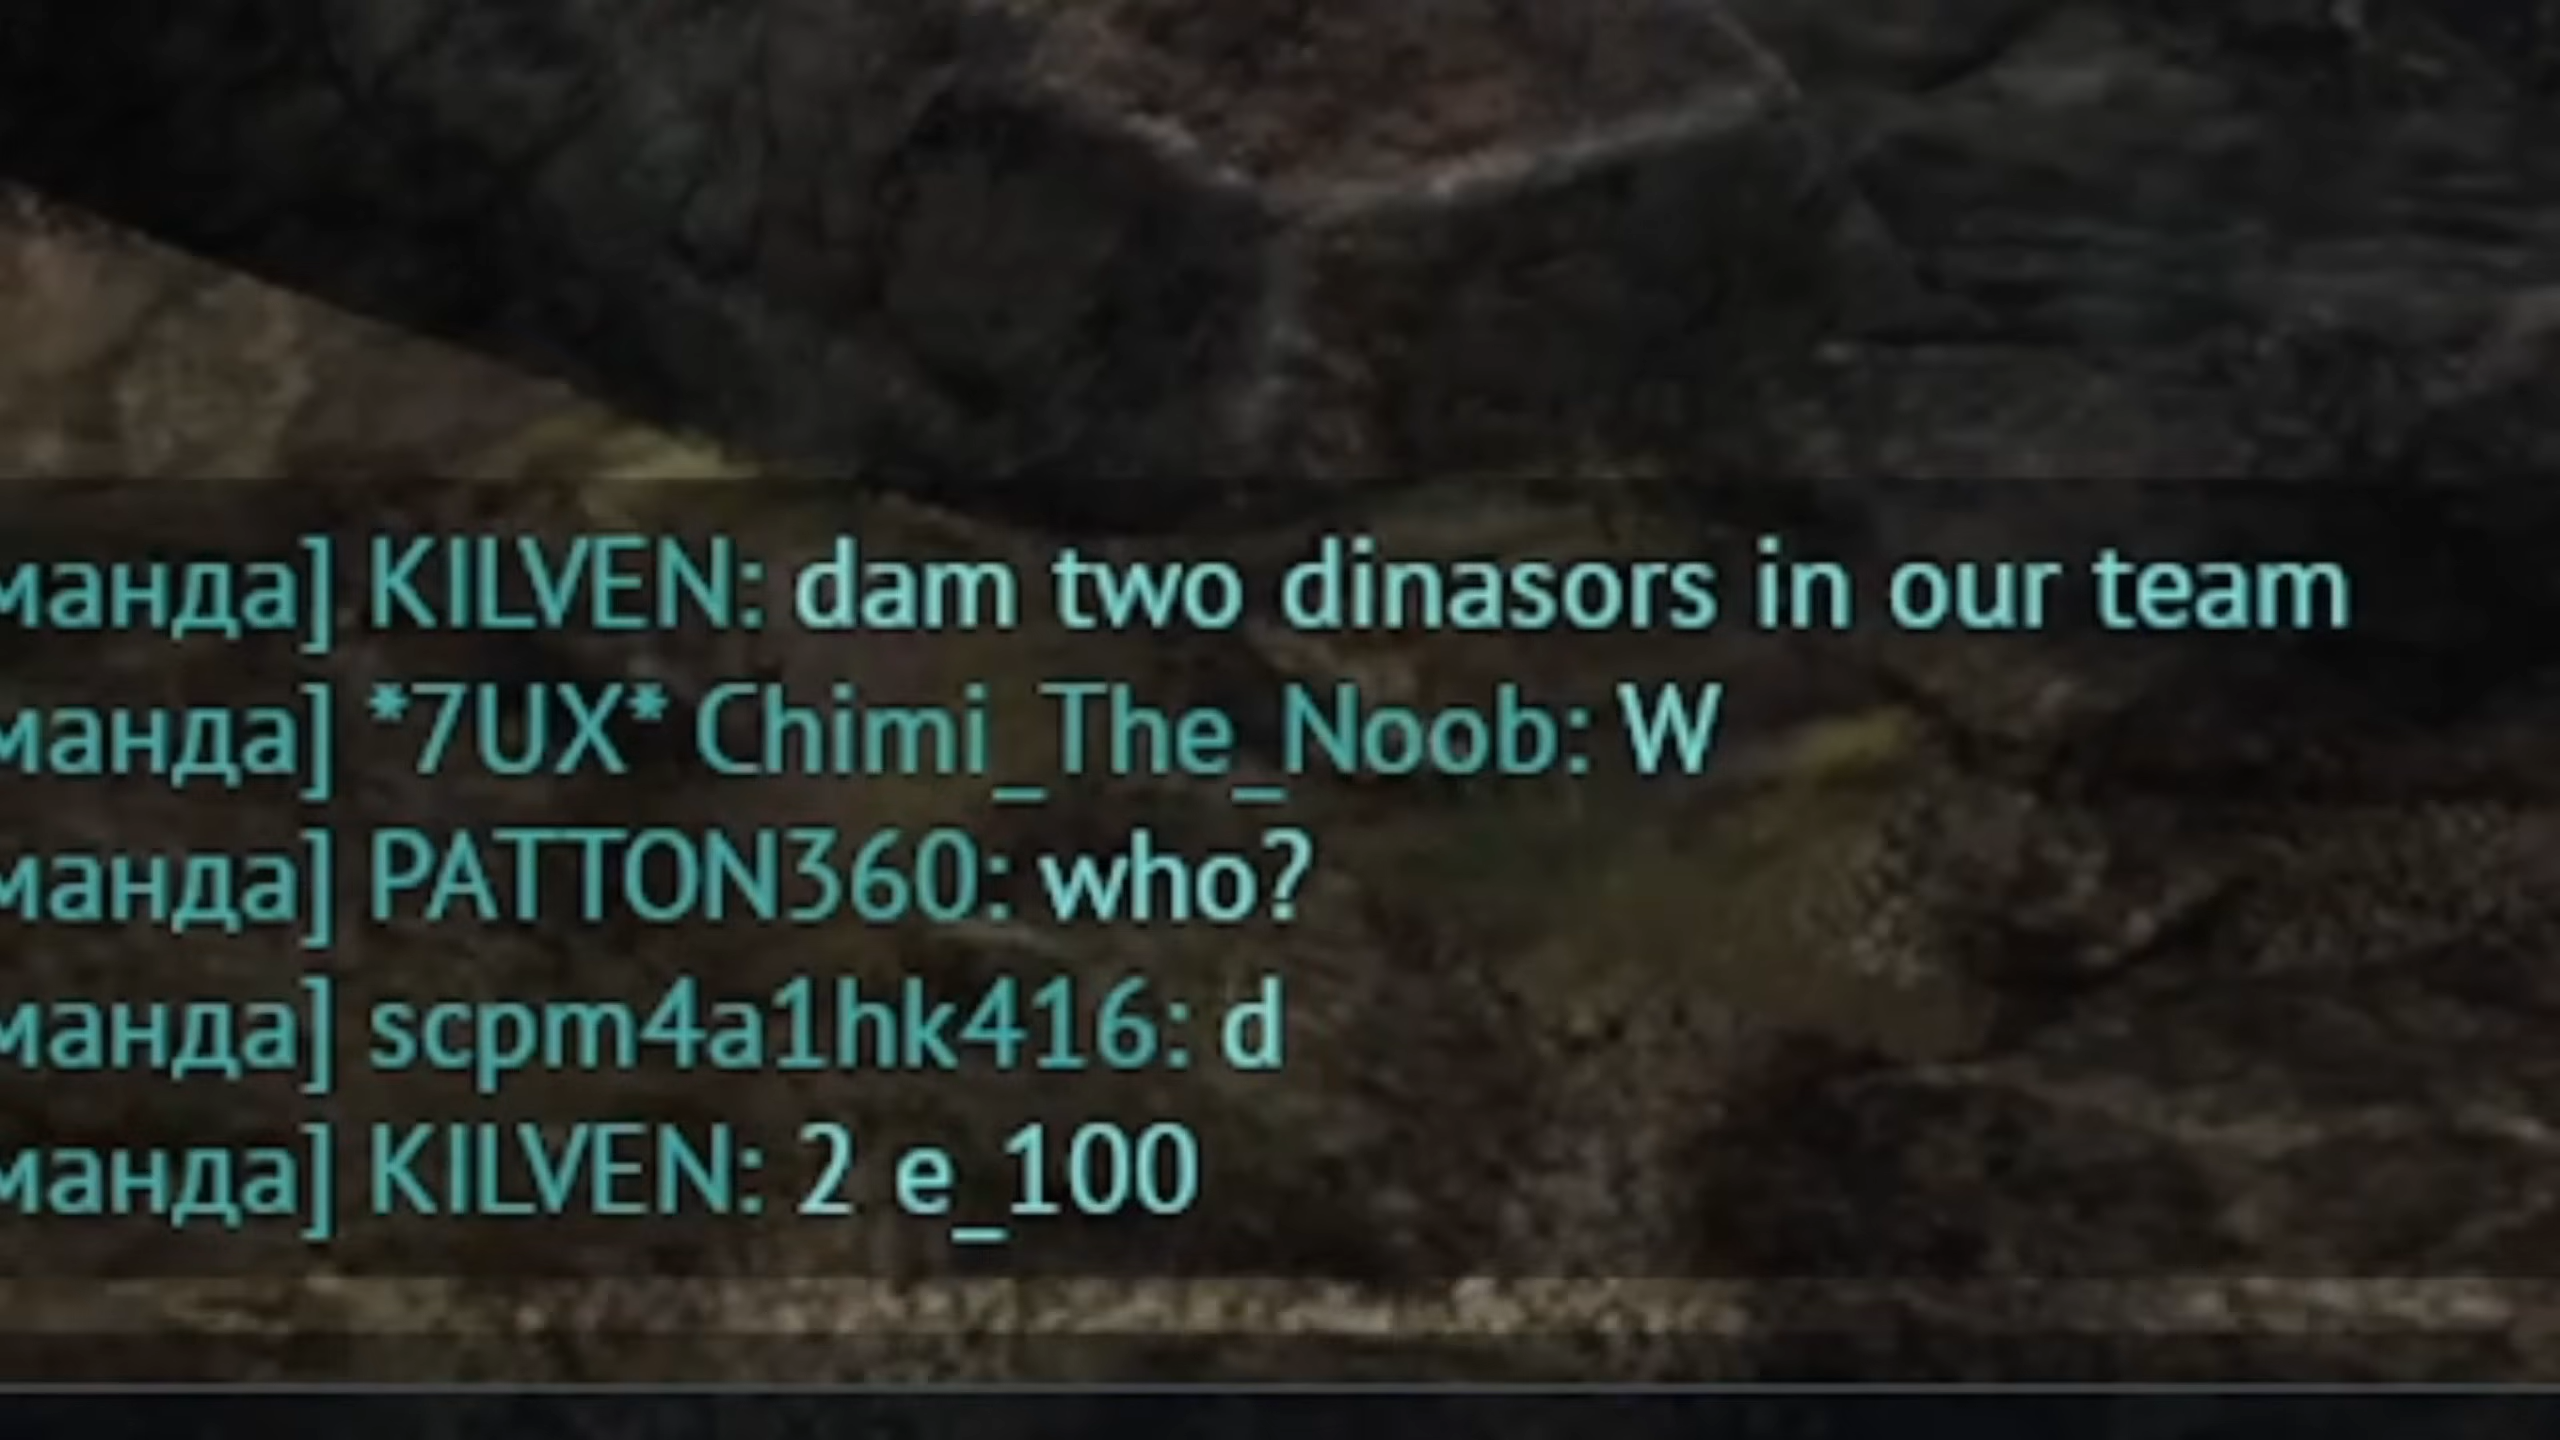 манда] KILVEN: dam two dinasors in our team
манда] *7UX* Chimi_The_Noob: W
манда] PATTON360: who?
манда] scpm4a1hk416: d
манда] KILVEN: 2 e_100